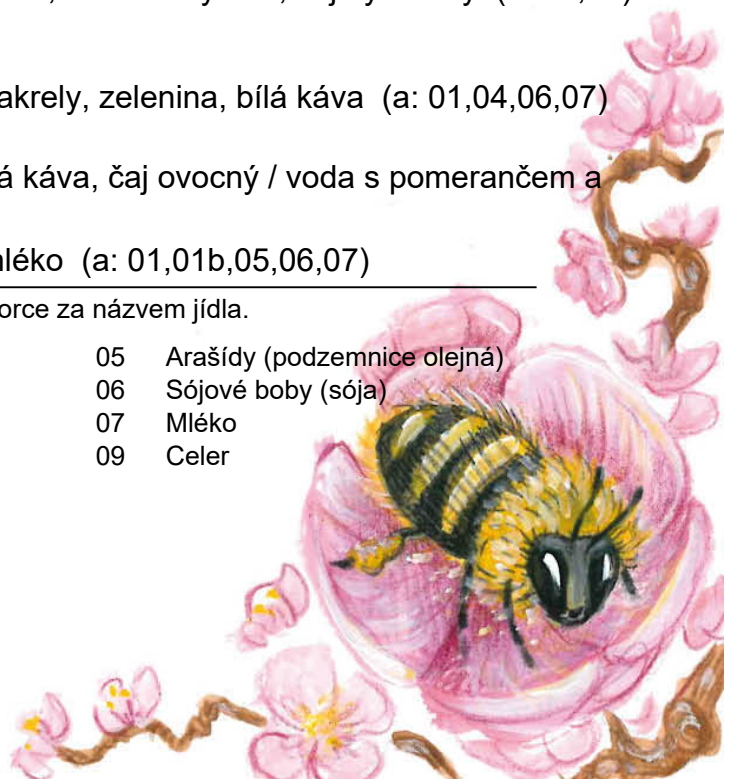 akrely, zelenina, bílá káva (a: 01,04,06,07)
á káva, čaj ovocný / voda s pomerančem a
mléko (a: 01,01b,05,06,07)
orce za názvem jídla.
05 Arašídy (podzemnice olejná)
06 Sójové boby (sója)
07 Mléko
09 Celer